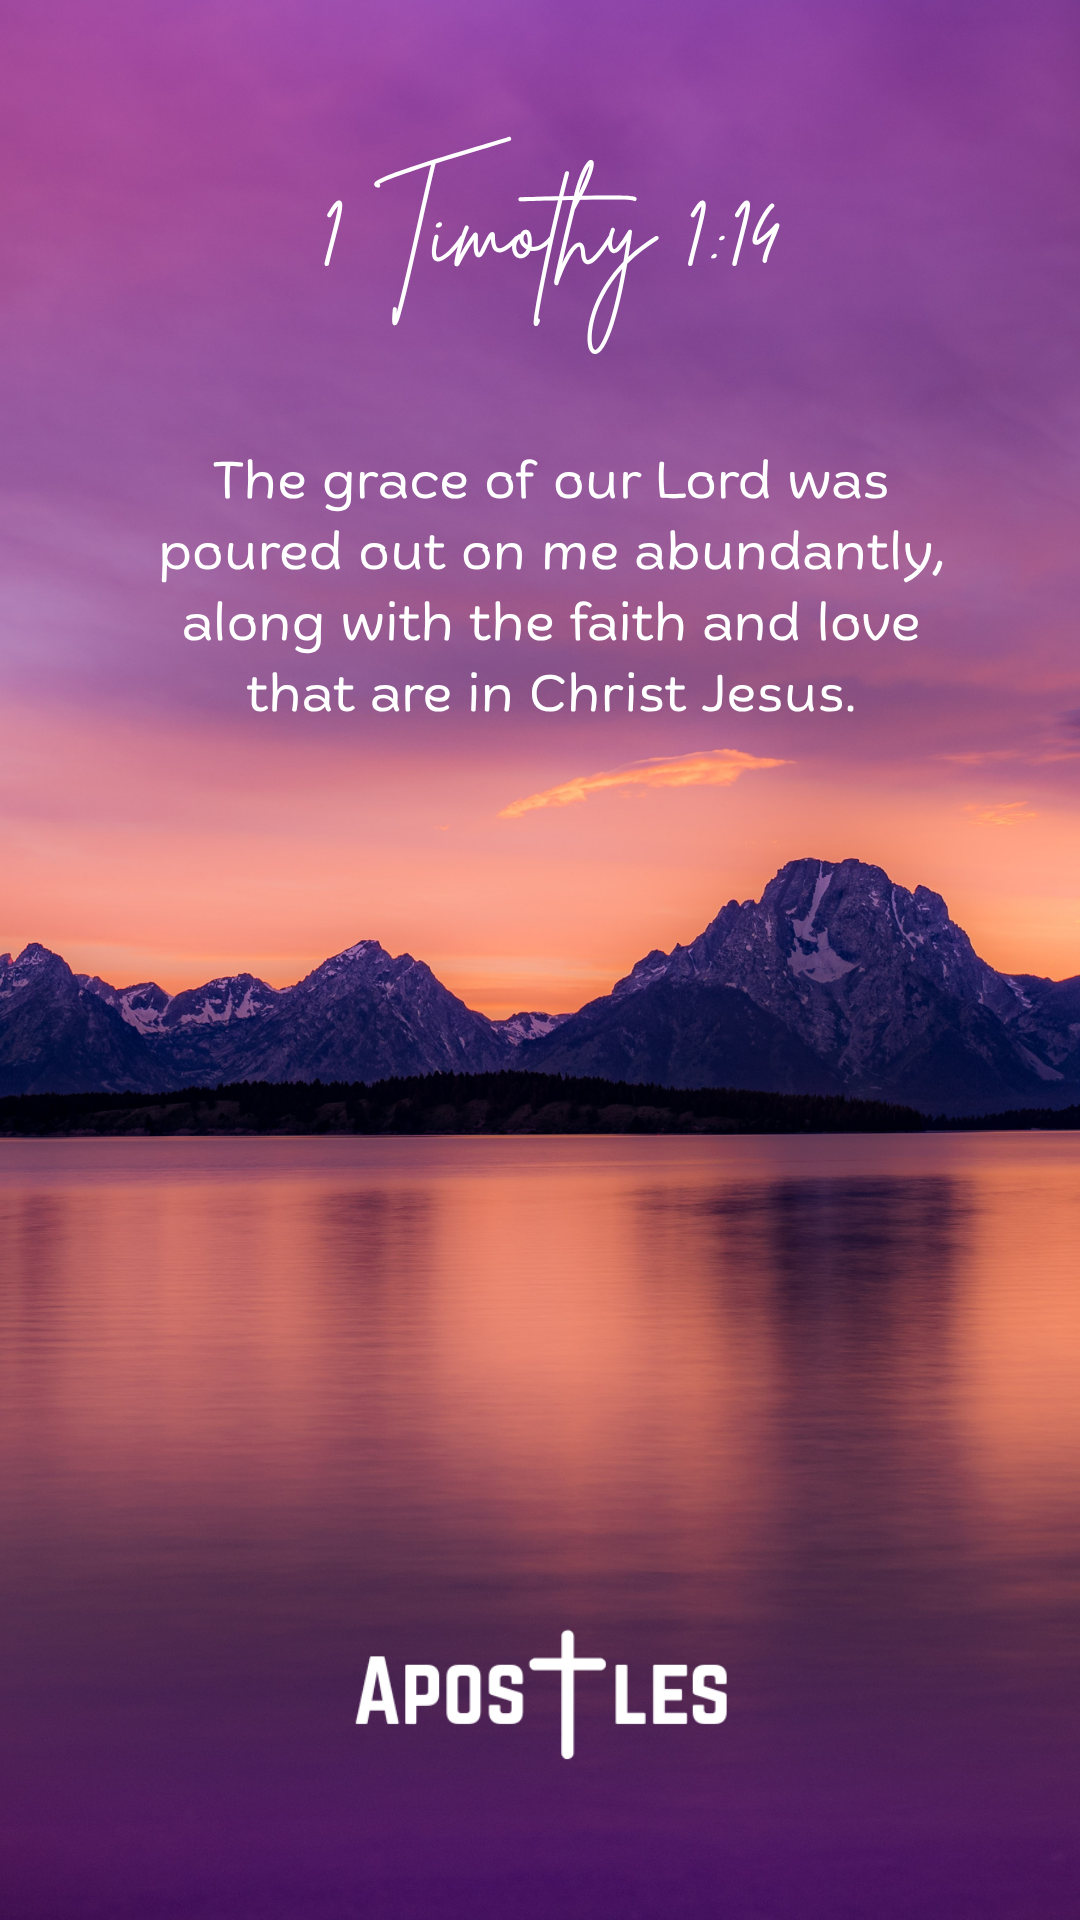 1 Timothy 1:14
The grace of our Lord was
poured out on me abundantly,
along with the faith and love
that are in Christ Jesus.
APOSTLES